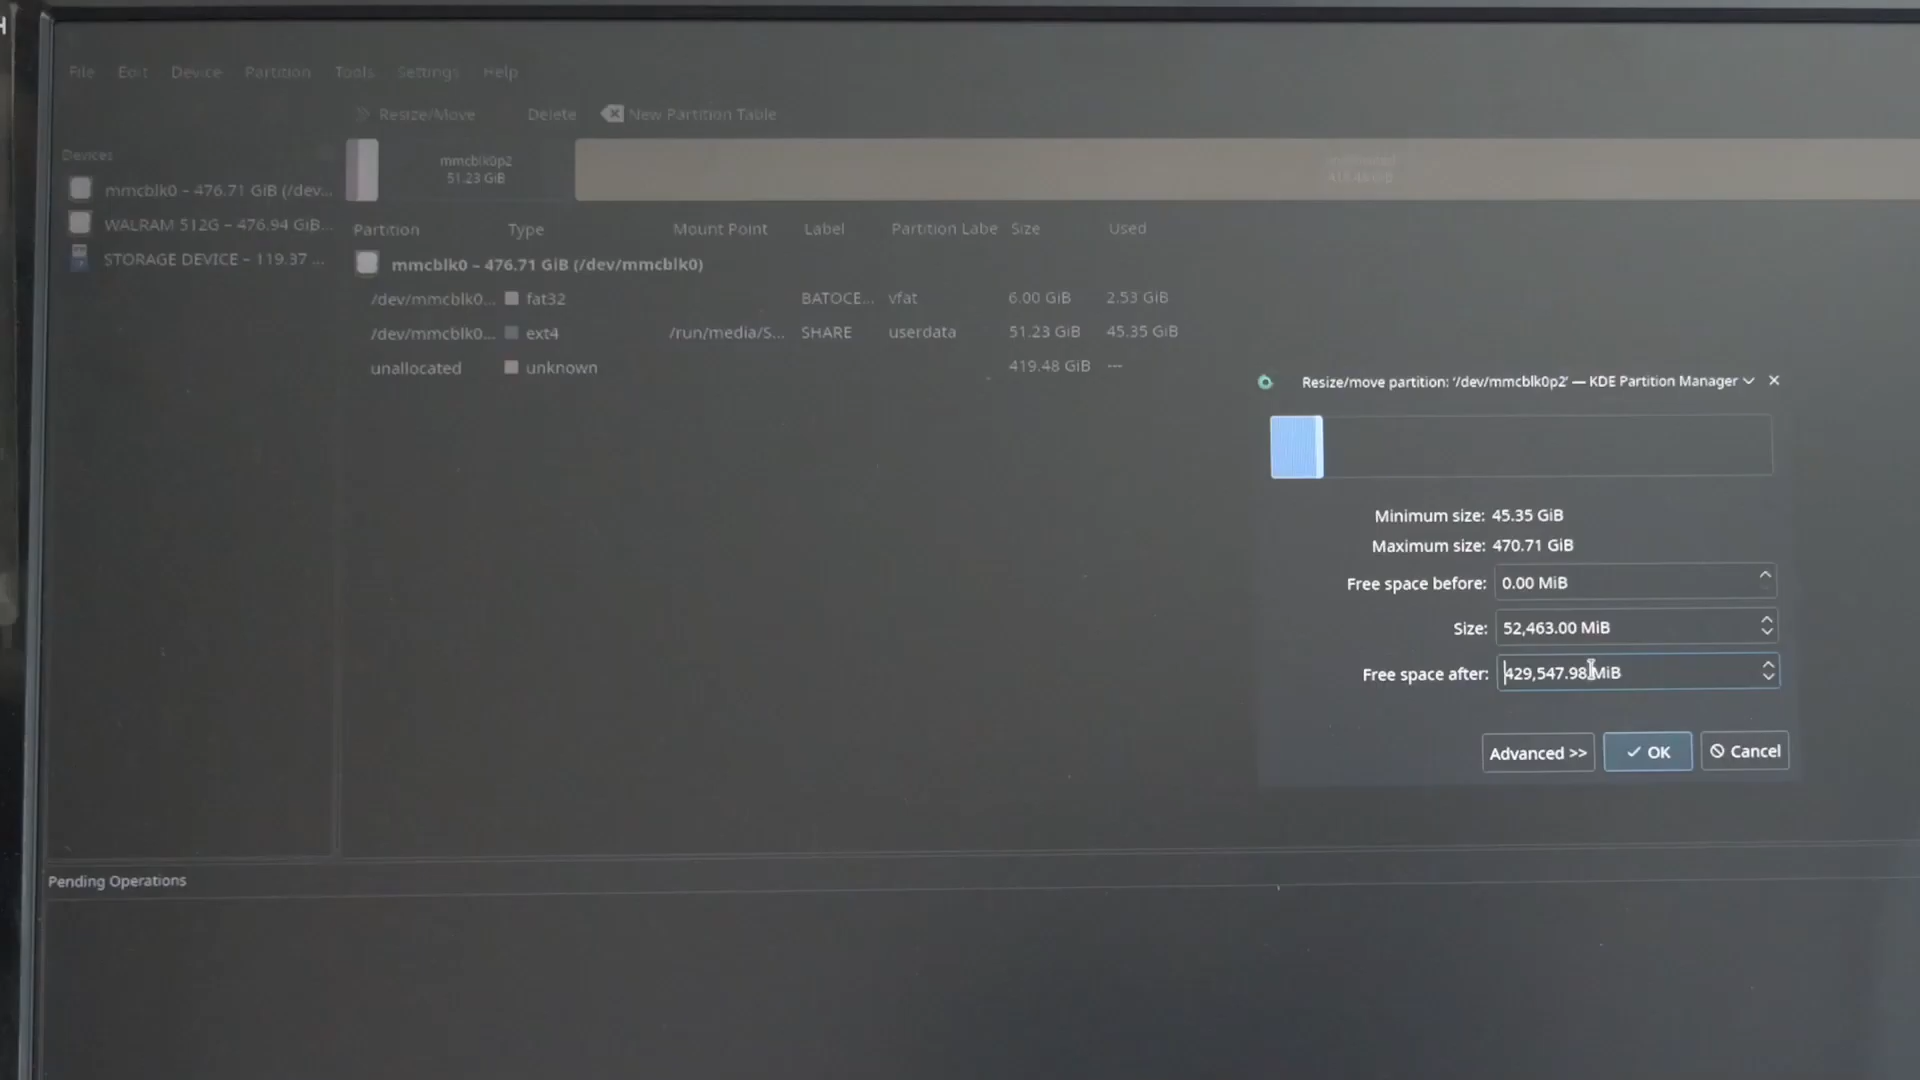 H
File Edit Device Partition Tools Settings Help
Resize/Move Delete New Partition Table
Devices
mmcblk0 – 476.71 GiB (/dev...
WALRAM 512G – 476.94 GiB...
STORAGE DEVICE – 119.37 ...
mmcblk0p2
51.23 GiB
Partition Type Mount Point Label Partition Labe Size Used
mmcblk0 – 476.71 GiB (/dev/mmcblk0)
/dev/mmcblk0... fat32 BATOCE... vfat 6.00 GiB 2.53 GiB
/dev/mmcblk0... ext4 /run/media/S... SHARE userdata 51.23 GiB 45.35 GiB
unallocated unknown 419.48 GiB ---
Resize/move partition: ‘/dev/mmcblk0p2’ — KDE Partition Manager
Minimum size: 45.35 GiB
Maximum size: 470.71 GiB
Free space before: 0.00 MiB
Size: 52,463.00 MiB
Free space after: 429,547.98 MiB
Advanced >> OK Cancel
Pending Operations